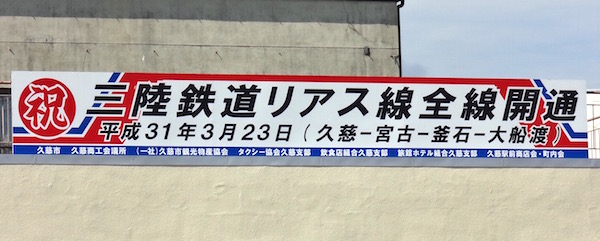 祝 三陸鉄道リアス線全線開通
平成31年3月23日（久慈－宮古－釜石－大船渡）
久慈市 久慈商工会議所 （一社）久慈市観光物産協会 タクシー協会久慈支部 飲食店組合久慈支部 旅館ホテル組合久慈支部 久慈駅前商店会・町内会